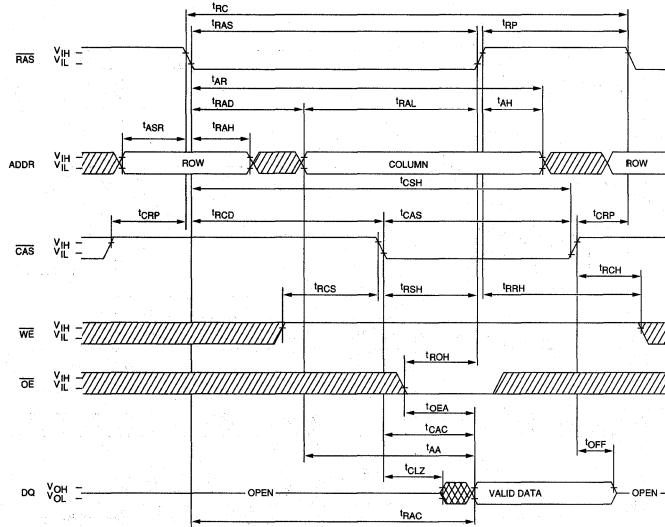 tRC
tRAS
tRP
RAS
VIH
VIL
tAR
tRAD
tRAL
tAH
tASR
tRAH
ADDR
VIH
VIL
ROW
COLUMN
ROW
tCSH
tCRP
tRCD
tCAS
tCRP
CAS
VIH
VIL
tRCH
tRCS
tRSH
tRRH
WE
VIH
VIL
tROH
OE
VIH
VIL
tOEA
tCAC
tAA
tOFF
tCLZ
DQ
VOH
VOL
OPEN
VALID DATA
OPEN
tRAC